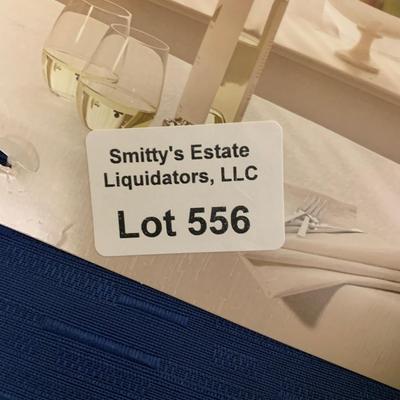 Smitty's Estate
Liquidators, LLC
Lot 556